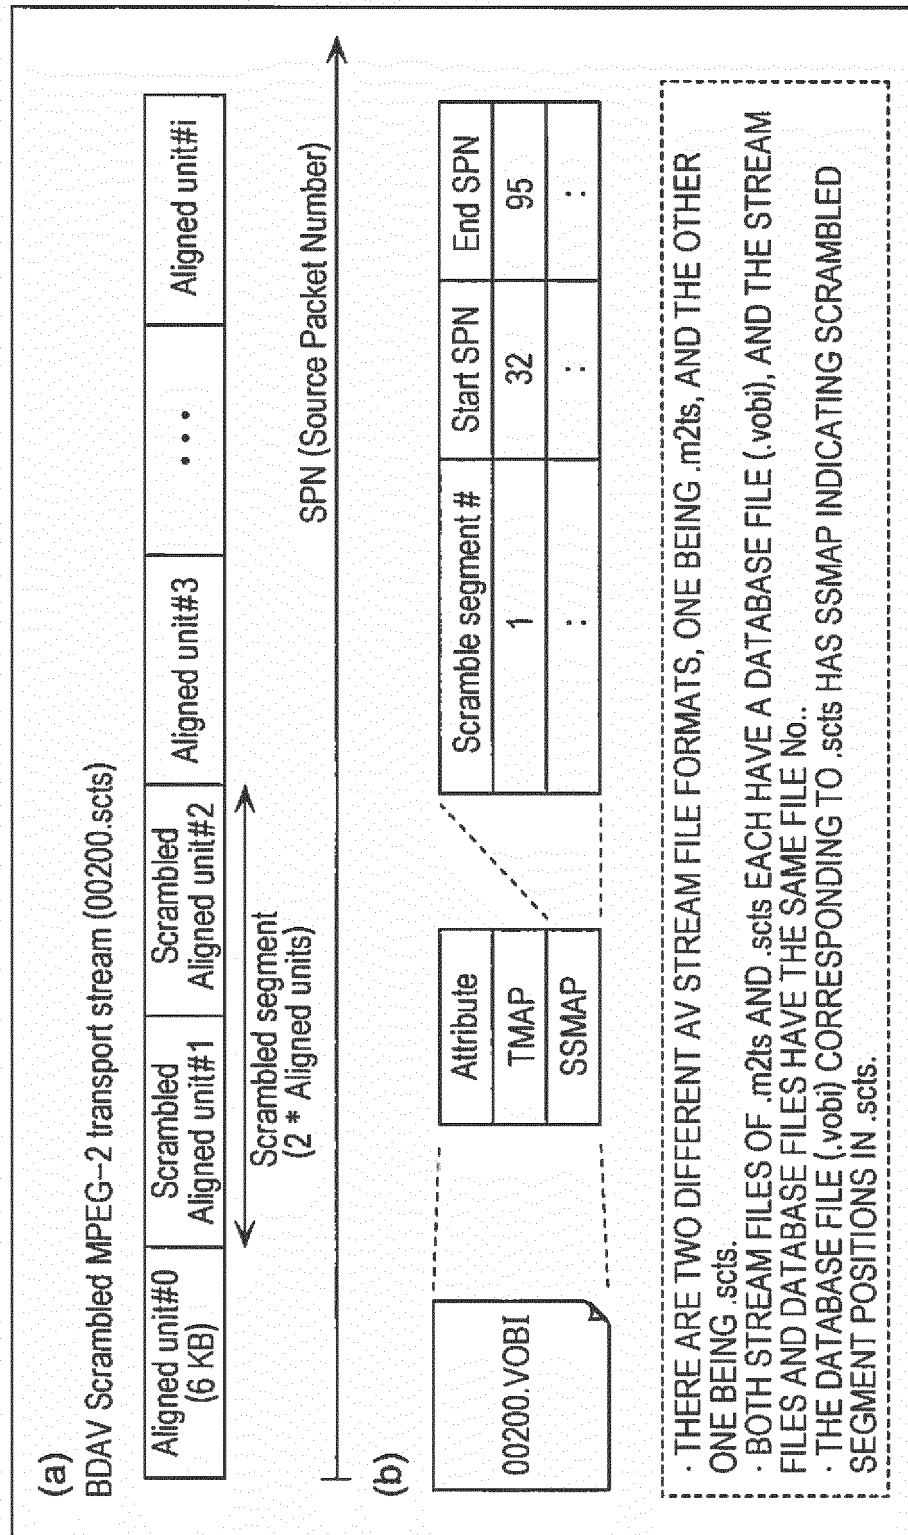 (a)
BDAV Scrambled MPEG-2 transport stream (00200.scts)
Aligned unit#0
(6 KB)
Scrambled
Aligned unit#1
Scrambled
Aligned unit#2
Aligned unit#3
• • •
Aligned unit#i
Scrambled segment
(2 * Aligned units)
SPN (Source Packet Number)
(b)
00200.VOBI
Attribute
TMAP
SSMAP
Scramble segment # Start SPN End SPN
1 32 95
: : :
· THERE ARE TWO DIFFERENT AV STREAM FILE FORMATS, ONE BEING .m2ts, AND THE OTHER
ONE BEING .scts.
· BOTH STREAM FILES OF .m2ts AND .scts EACH HAVE A DATABASE FILE (.vobi), AND THE STREAM
FILES AND DATABASE FILES HAVE THE SAME FILE No..
· THE DATABASE FILE (.vobi) CORRESPONDING TO .scts HAS SSMAP INDICATING SCRAMBLED
SEGMENT POSITIONS IN .scts.